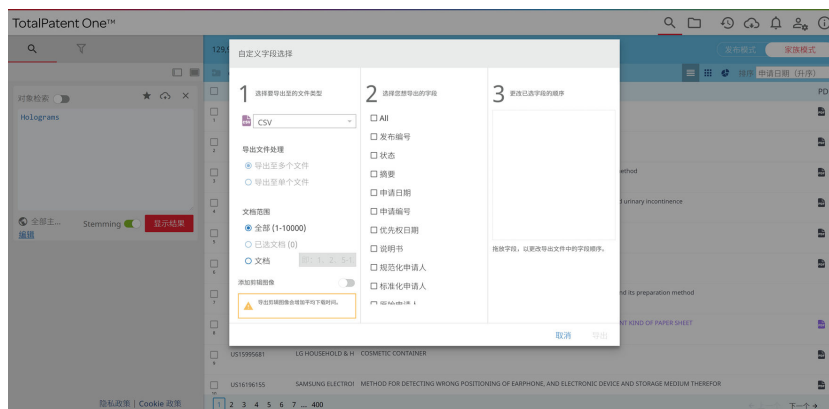 TotalPatent One™
129,9
自定义字段选择
发布模式
家族模式
排序 申请日期 (升序)
对象检索
Holograms
全部主...
编辑
Stemming
显示结果
隐私政策 | Cookie 政策
1 选择要导出至的文件类型
CSV
导出文件处理
导出至多个文件
导出至单个文件
文档范围
全部 (1-10000)
已选文档 (0)
文档
添加剪辑图像
导出剪辑图像会增加平均下载时间。
2 选择您想导出的字段
All
发布编号
状态
摘要
申请日期
申请编号
优先权日期
说明书
规范化申请人
标准化申请人
3 更改已选字段的顺序
拖放字段，以更改导出文件中的字段顺序。
取消
导出
PD
1
2
3
ethod
4
d urinary incontinence
5
6
7
nd its preparation method
8
NT KIND OF PAPER SHEET
9
US15995681 LG HOUSEHOLD & H COSMETIC CONTAINER
US16196155 SAMSUNG ELECTROI METHOD FOR DETECTING WRONG POSITIONING OF EARPHONE, AND ELECTRONIC DEVICE AND STORAGE MEDIUM THEREFOR
1 2 3 4 5 6 7 ... 400
下一个